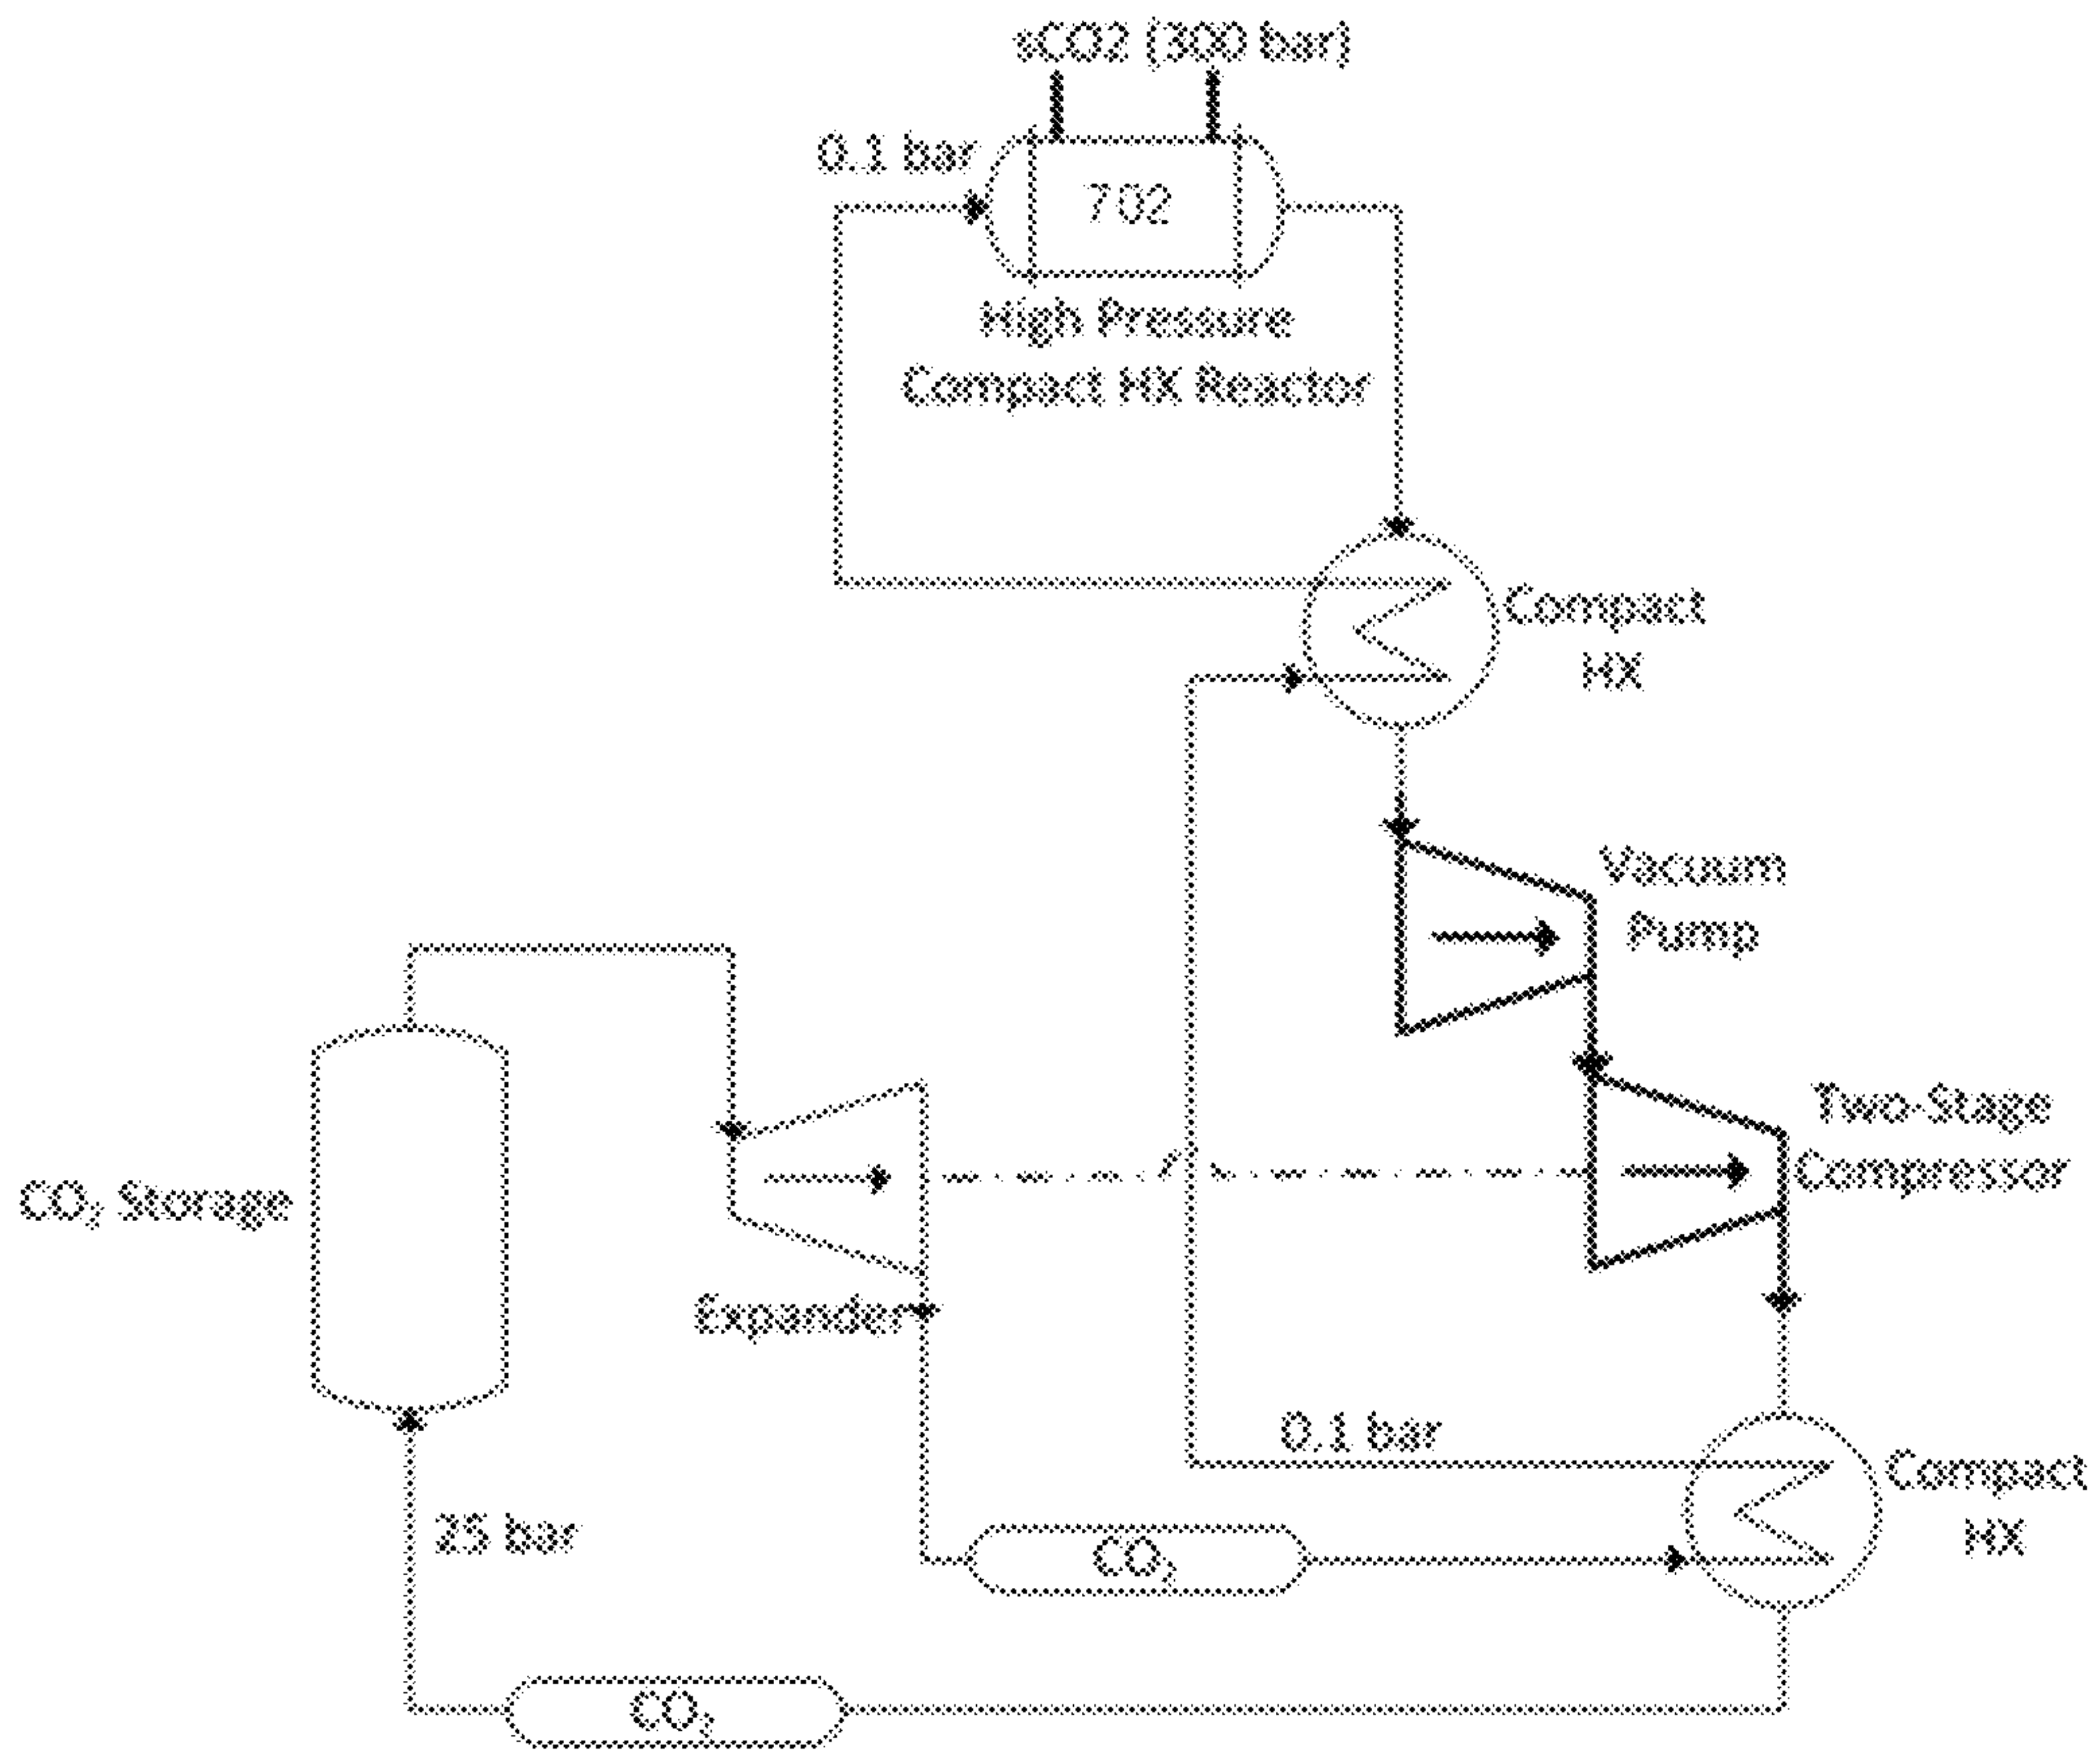 sCO2 (300 bar)
0.1 bar
702
High Pressure
Compact HX Reactor
Compact
HX
Vacuum
Pump
Two-Stage
Compressor
CO₂ Storage
Expander
0.1 bar
Compact
HX
25 bar
CO₂
CO₂